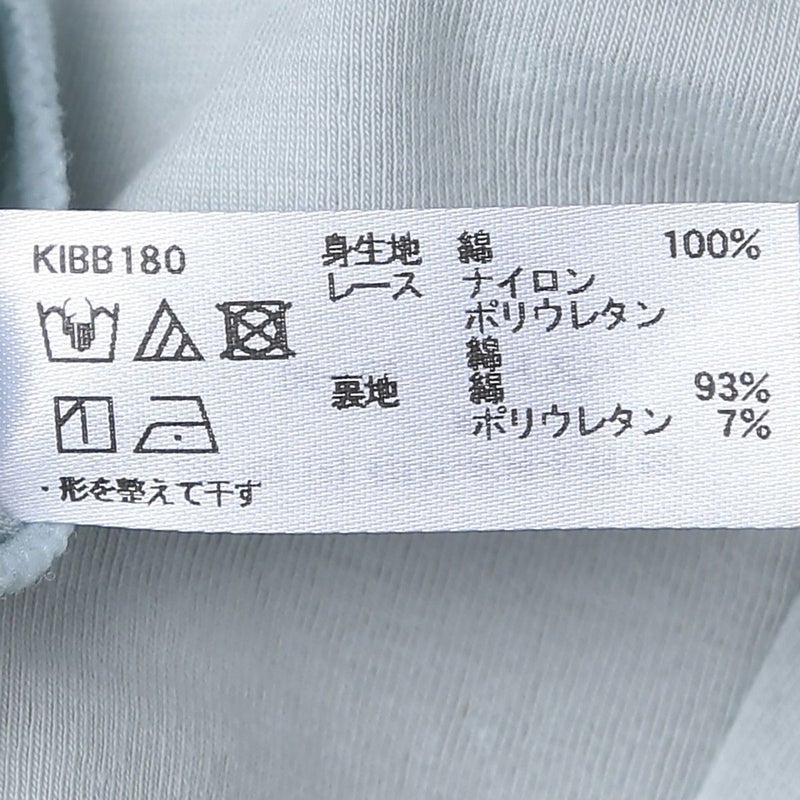 KIBB180
身生地 綿 100%
レース ナイロン
ポリウレタン
綿
裏地 綿 93%
ポリウレタン 7%
・形を整えて干す